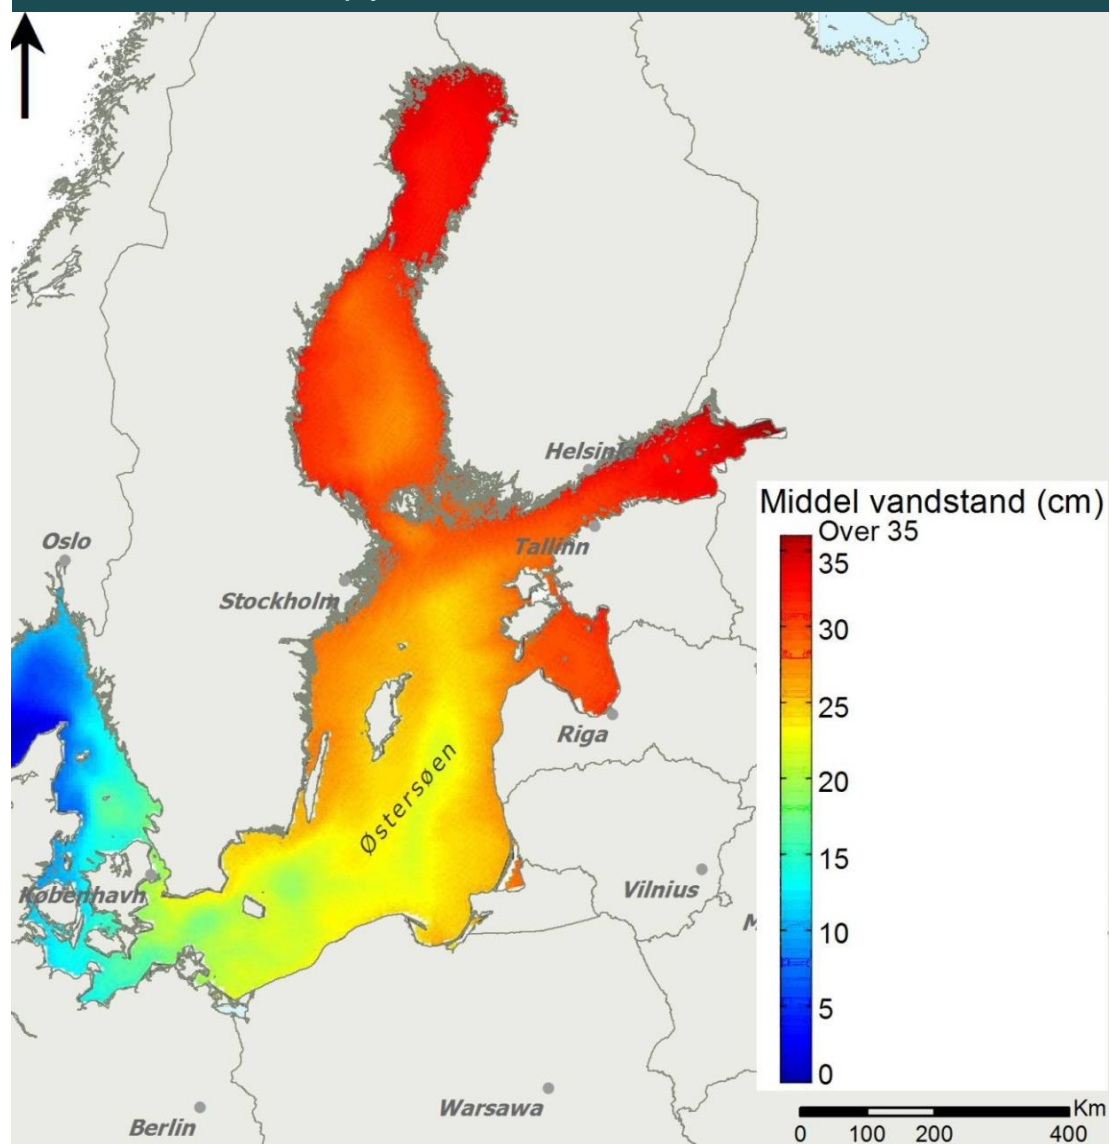 Helsinki
Middel vandstand (cm)
Over 35
35
30
25
20
15
10
5
0
Oslo
Tallinn
Stockholm
Riga
Østersøen
København
Vilnius
M
Warsawa
Berlin
Km
0 100 200 400